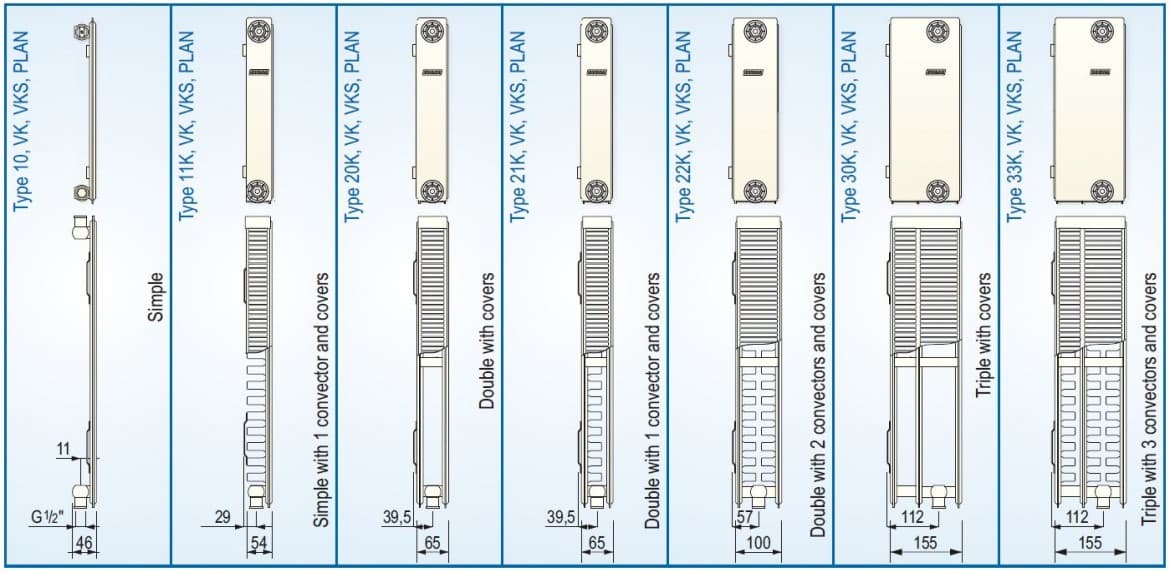 Type 10, VK, VKS, PLAN
Simple
11
G 1/2"
46
Type 11K, VK, VKS, PLAN
Simple with 1 convector and covers
29
54
Type 20K, VK, VKS, PLAN
Double with covers
39,5
65
Type 21K, VK, VKS, PLAN
Double with 1 convector and covers
39,5
65
Type 22K, VK, VKS, PLAN
Double with 2 convectors and covers
57
100
Type 30K, VK, VKS, PLAN
Triple with covers
112
155
Type 33K, VK, VKS, PLAN
Triple with 3 convectors and covers
112
155